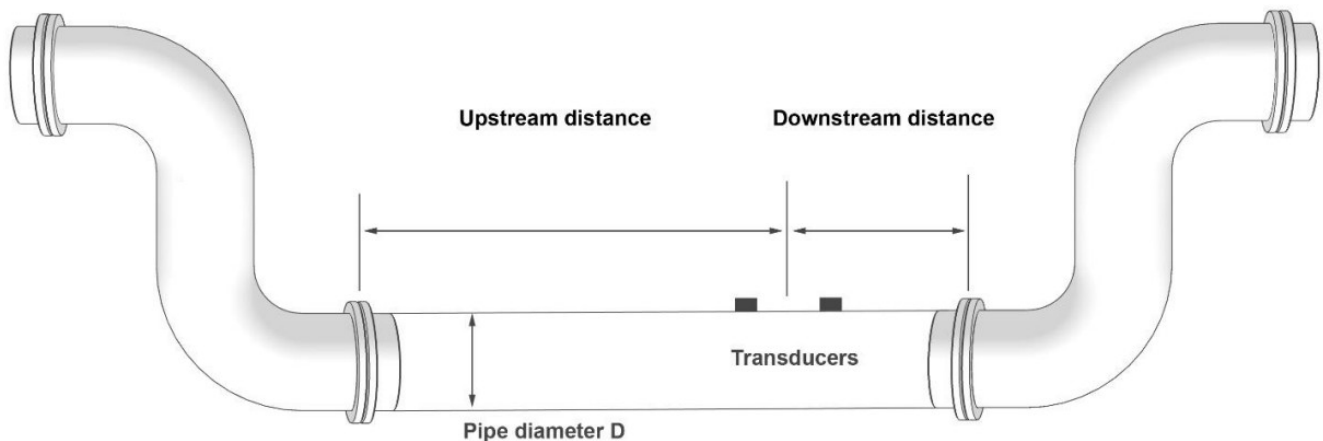 Upstream distance
Downstream distance
Transducers
Pipe diameter D